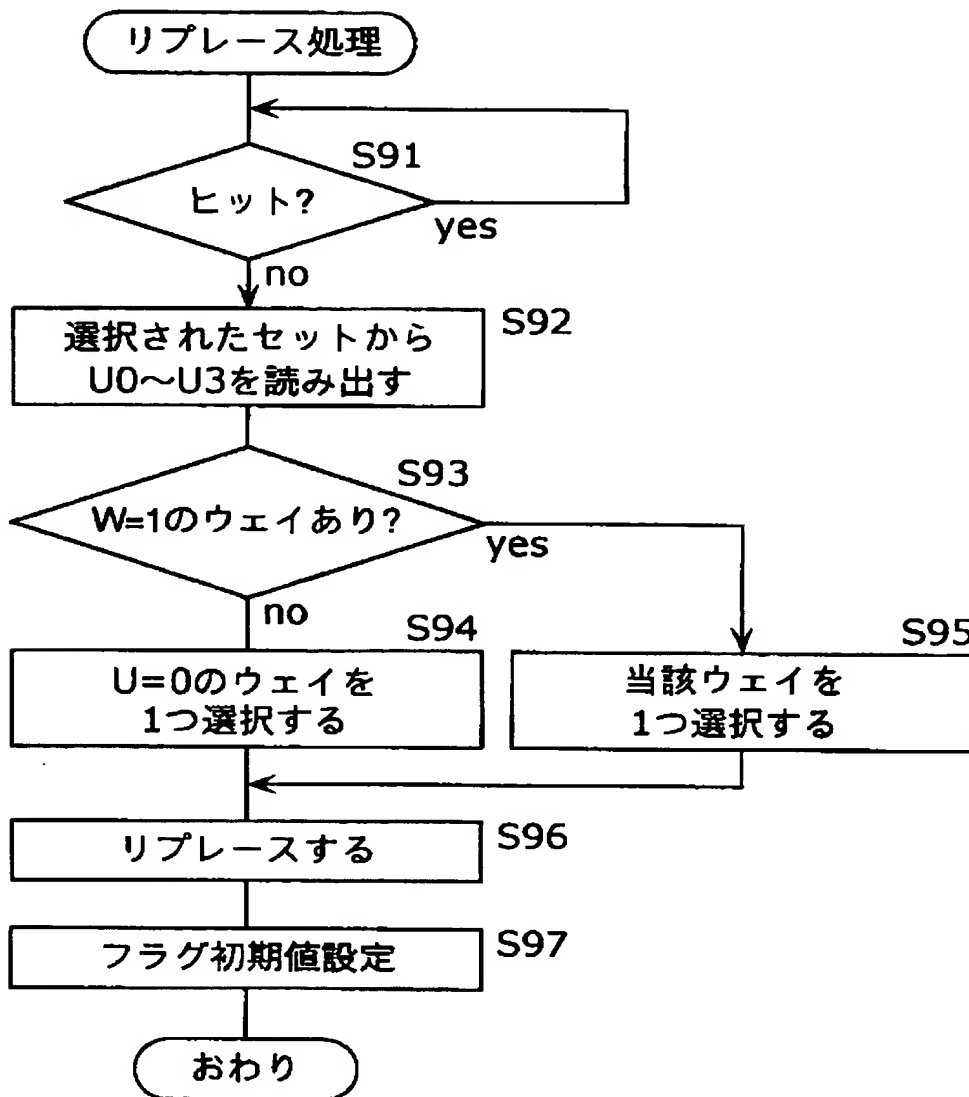 リプレース処理
S91
ヒット?
yes
no
S92
選択されたセットから
U0～U3を読み出す
S93
W=1のウェイあり?
yes
no
S94
U=0のウェイを
1つ選択する
S95
当該ウェイを
1つ選択する
リプレースする
S96
フラグ初期値設定
S97
おわり